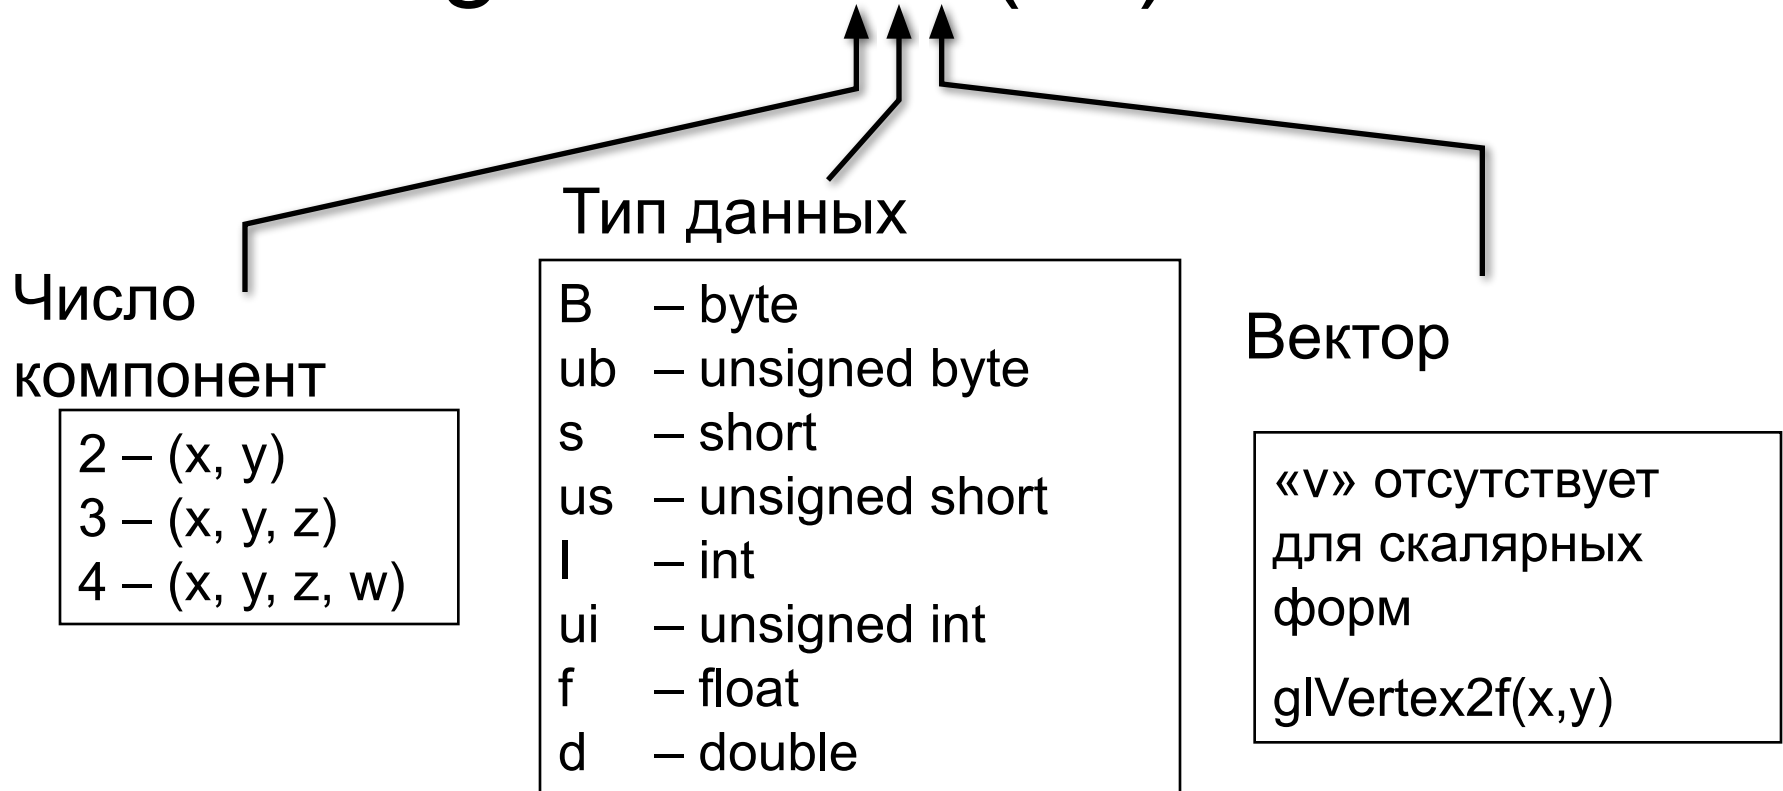 Тип данных
Число
компонент
2 – (x, y)
3 – (x, y, z)
4 – (x, y, z, w)
B – byte
ub – unsigned byte
s – short
us – unsigned short
I – int
ui – unsigned int
f – float
d – double
Вектор
«v» отсутствует
для скалярных
форм
glVertex2f(x,y)